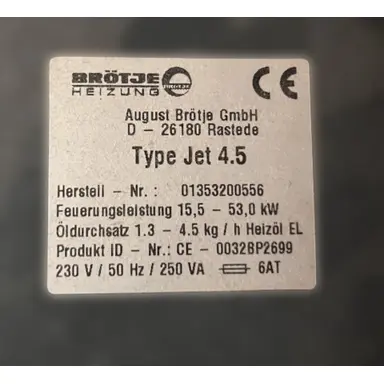 BRÖTJE
HEIZUNG
CE
August Brötje GmbH
D – 26180 Rastede
Type Jet 4.5
Herstell – Nr. : 01353200556
Feuerungsleistung 15,5 – 53,0 kW
Öldurchsatz 1.3 – 4.5 kg / h Heizöl EL
Produkt ID – Nr.: CE – 0032BP2699
230 V / 50 Hz / 250 VA 6AT